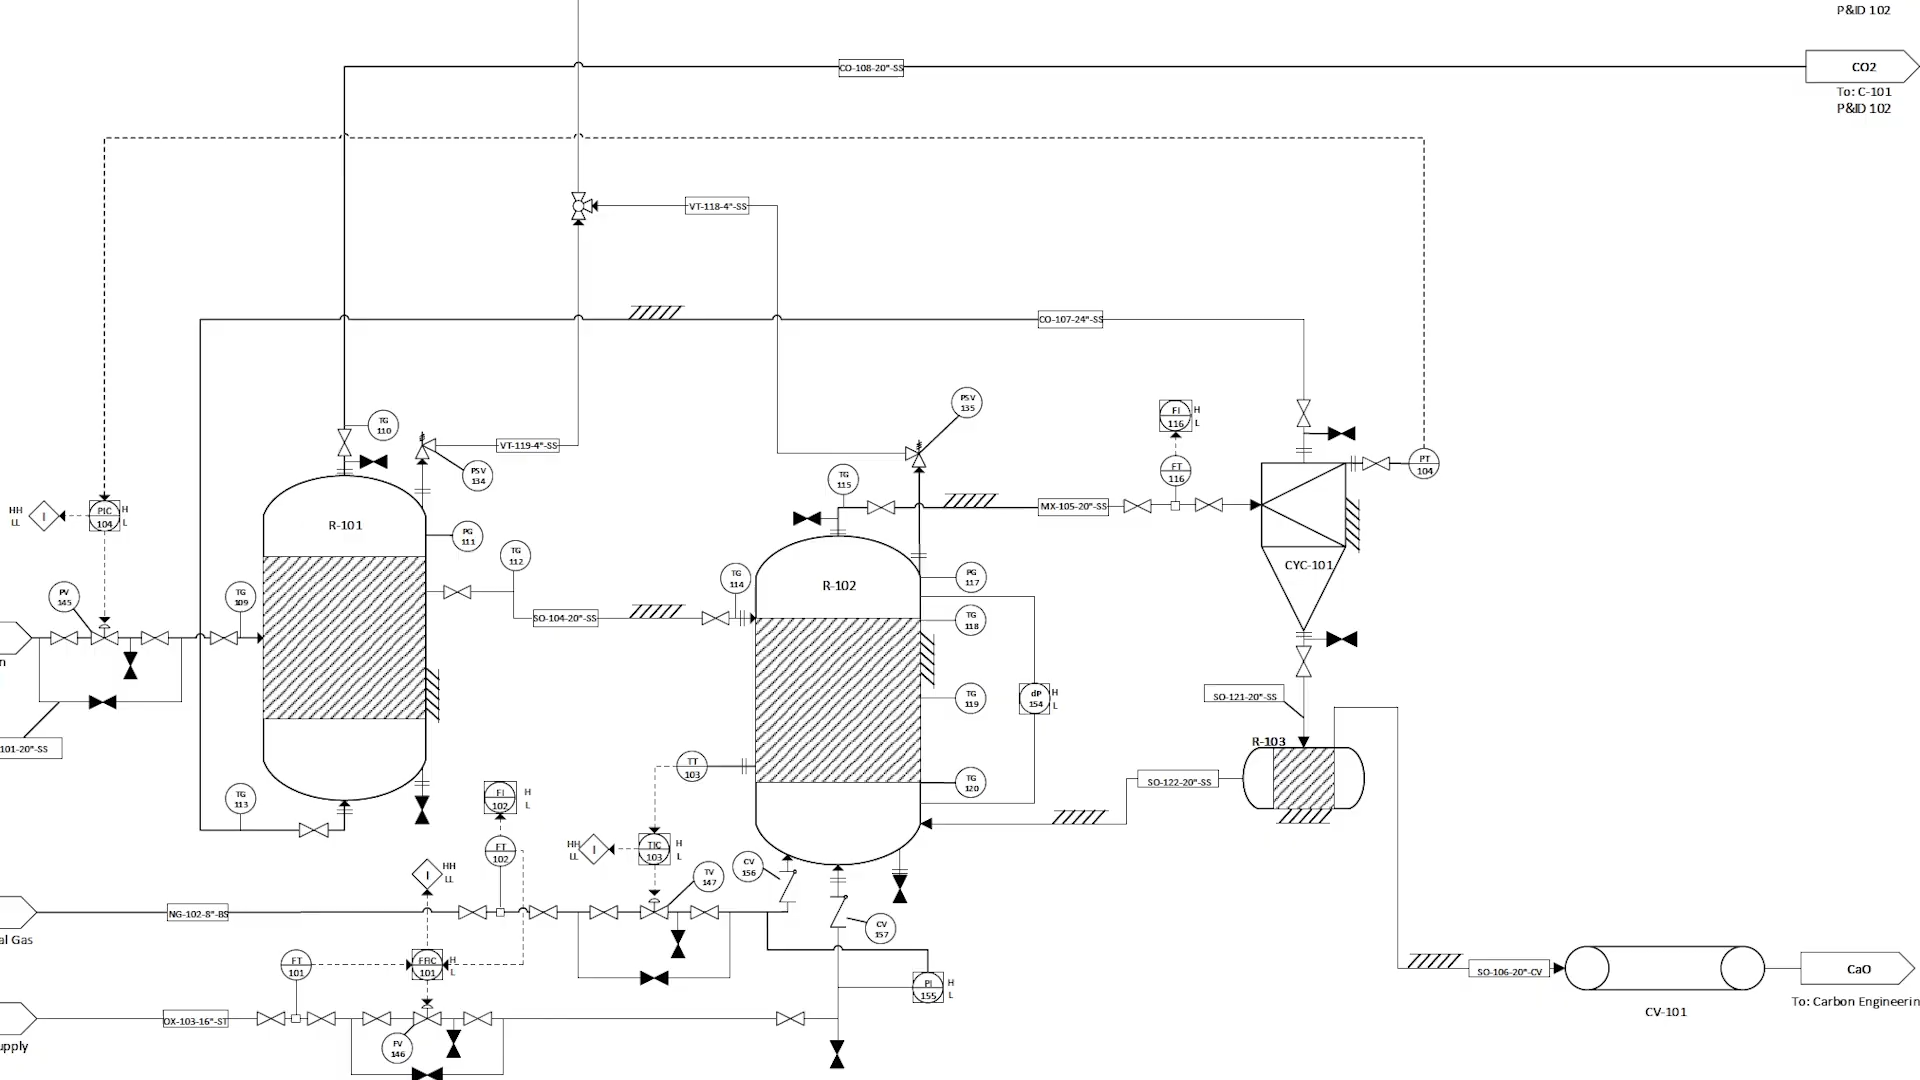 P&ID 102
CO-108-20"-SS
CO2
To: C-101
P&ID 102
VT-118-4"-SS
CO-107-24"-SS
PSV
135
FI
116
H
L
TG
110
VT-119-4"-SS
PSV
134
PT
104
FT
116
TG
115
MX-105-20"-SS
HH
LL
I
PIC
104
H
L
R-101
PG
111
TG
112
CYC-101
TG
114
R-102
PG
117
PV
145
TG
109
SO-104-20"-SS
TG
118
n
dP
154
H
L
TG
119
SO-121-20"-SS
101-20"-SS
R-103
TT
103
TG
120
SO-122-20"-SS
TG
113
FI
102
H
L
FT
102
HH
LL
I
TIC
103
H
L
CV
156
TV
147
I
HH
LL
NG-102-8"-BS
CV
157
al Gas
FT
101
FFIC
101
H
L
SO-106-20"-CV
CaO
PI
155
H
L
To: Carbon Engineerin
CV-101
OX-103-16"-ST
FV
146
upply